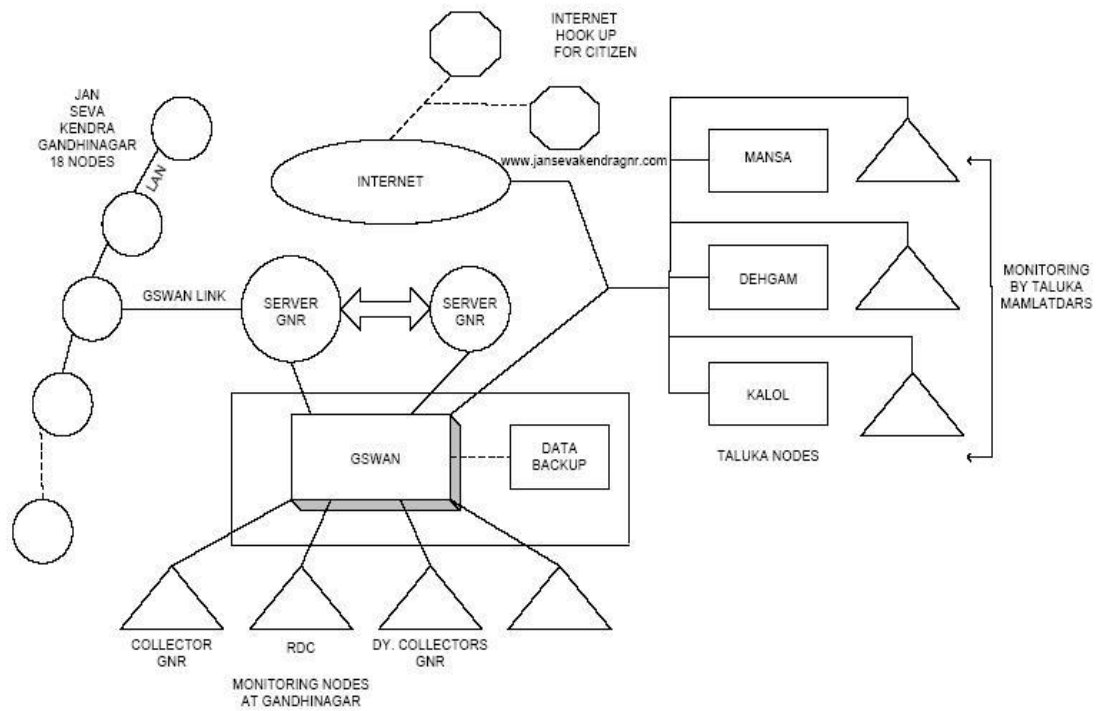 INTERNET
HOOK UP
FOR CITIZEN
JAN
SEVA
KENDRA
GANDHINAGAR
18 NODES
LAN
www.jansevakendragnr.com
INTERNET
MANSA
DEHGAM
KALOL
TALUKA NODES
MONITORING
BY TALUKA
MAMLATDARS
GSWAN LINK
SERVER
GNR
SERVER
GNR
GSWAN
DATA
BACKUP
COLLECTOR
GNR
RDC
DY. COLLECTORS
GNR
MONITORING NODES
AT GANDHINAGAR